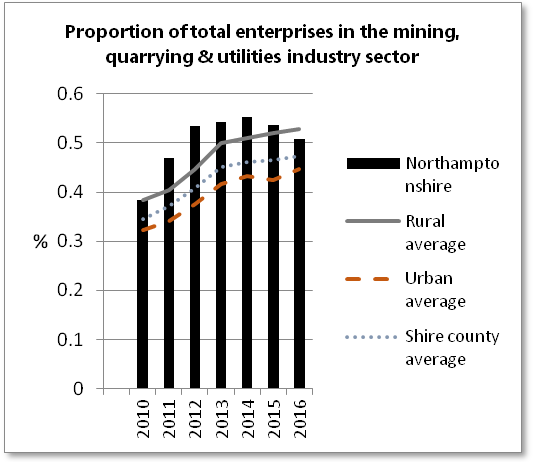 Proportion of total enterprises in the mining,
quarrying & utilities industry sector
0.6
0.5
0.4
0.3
0.2
0.1
0
%
2010
2011
2012
2013
2014
2015
2016
Northampto
nshire
Rural
average
Urban
average
Shire county
average